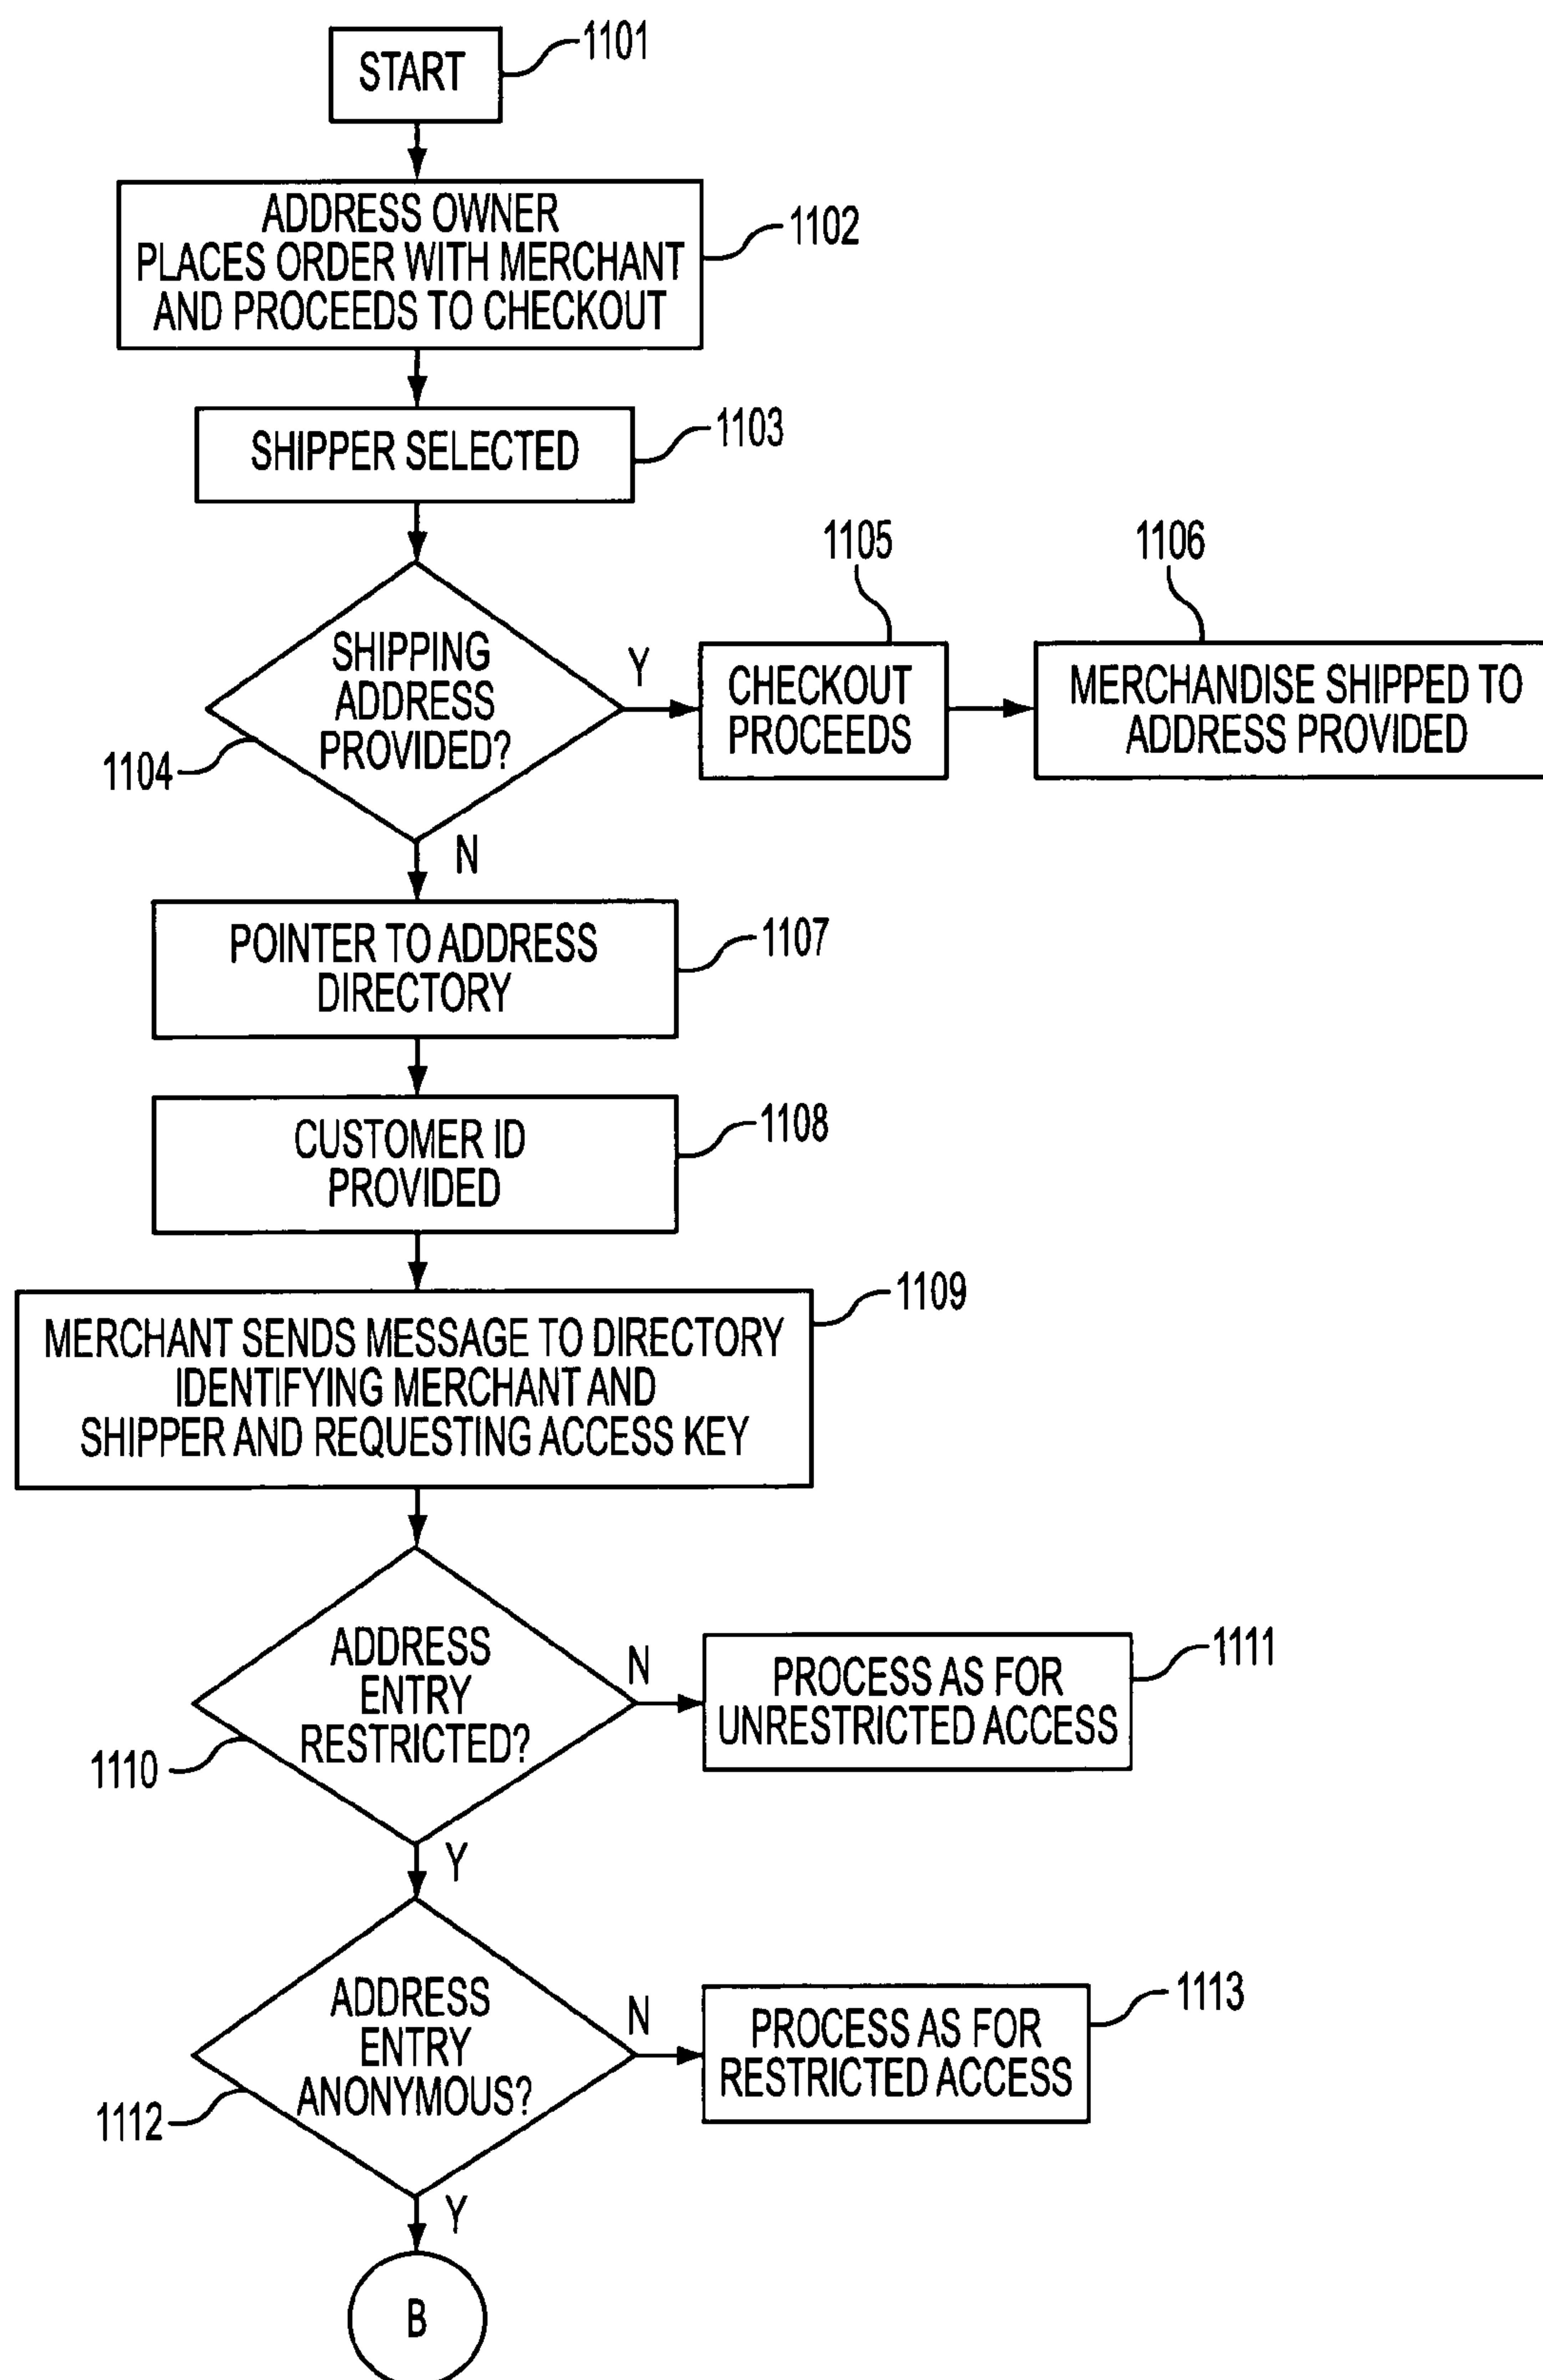 START
1101
ADDRESS OWNER
PLACES ORDER WITH MERCHANT
AND PROCEEDS TO CHECKOUT
1102
SHIPPER SELECTED
1103
SHIPPING
ADDRESS
PROVIDED?
1104
Y
CHECKOUT
PROCEEDS
1105
MERCHANDISE SHIPPED TO
ADDRESS PROVIDED
1106
N
POINTER TO ADDRESS
DIRECTORY
1107
CUSTOMER ID
PROVIDED
1108
MERCHANT SENDS MESSAGE TO DIRECTORY
IDENTIFYING MERCHANT AND
SHIPPER AND REQUESTING ACCESS KEY
1109
ADDRESS
ENTRY
RESTRICTED?
1110
N
PROCESS AS FOR
UNRESTRICTED ACCESS
1111
Y
ADDRESS
ENTRY
ANONYMOUS?
1112
N
PROCESS AS FOR
RESTRICTED ACCESS
1113
Y
B